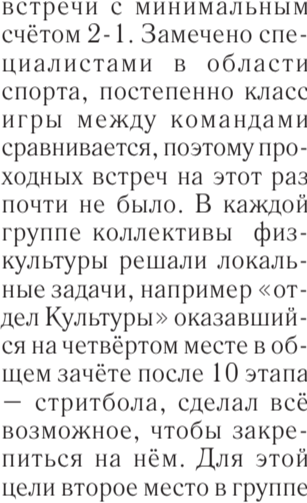 встречи с минимальным
счётом 2-1. Замечено спе-
циалистами в области
спорта, постепенно класс
игры между командами
сравнивается, поэтому про-
ходных встреч на этот раз
почти не было. В каждой
группе коллективы физ-
культуры решали локаль-
ные задачи, например «от-
дел Культуры» оказавший-
ся на четвёртом месте в об-
щем зачёте после 10 этапа
– стритбола, сделал всё
возможное, чтобы закре-
питься на нём. Для этой
цели второе место в группе